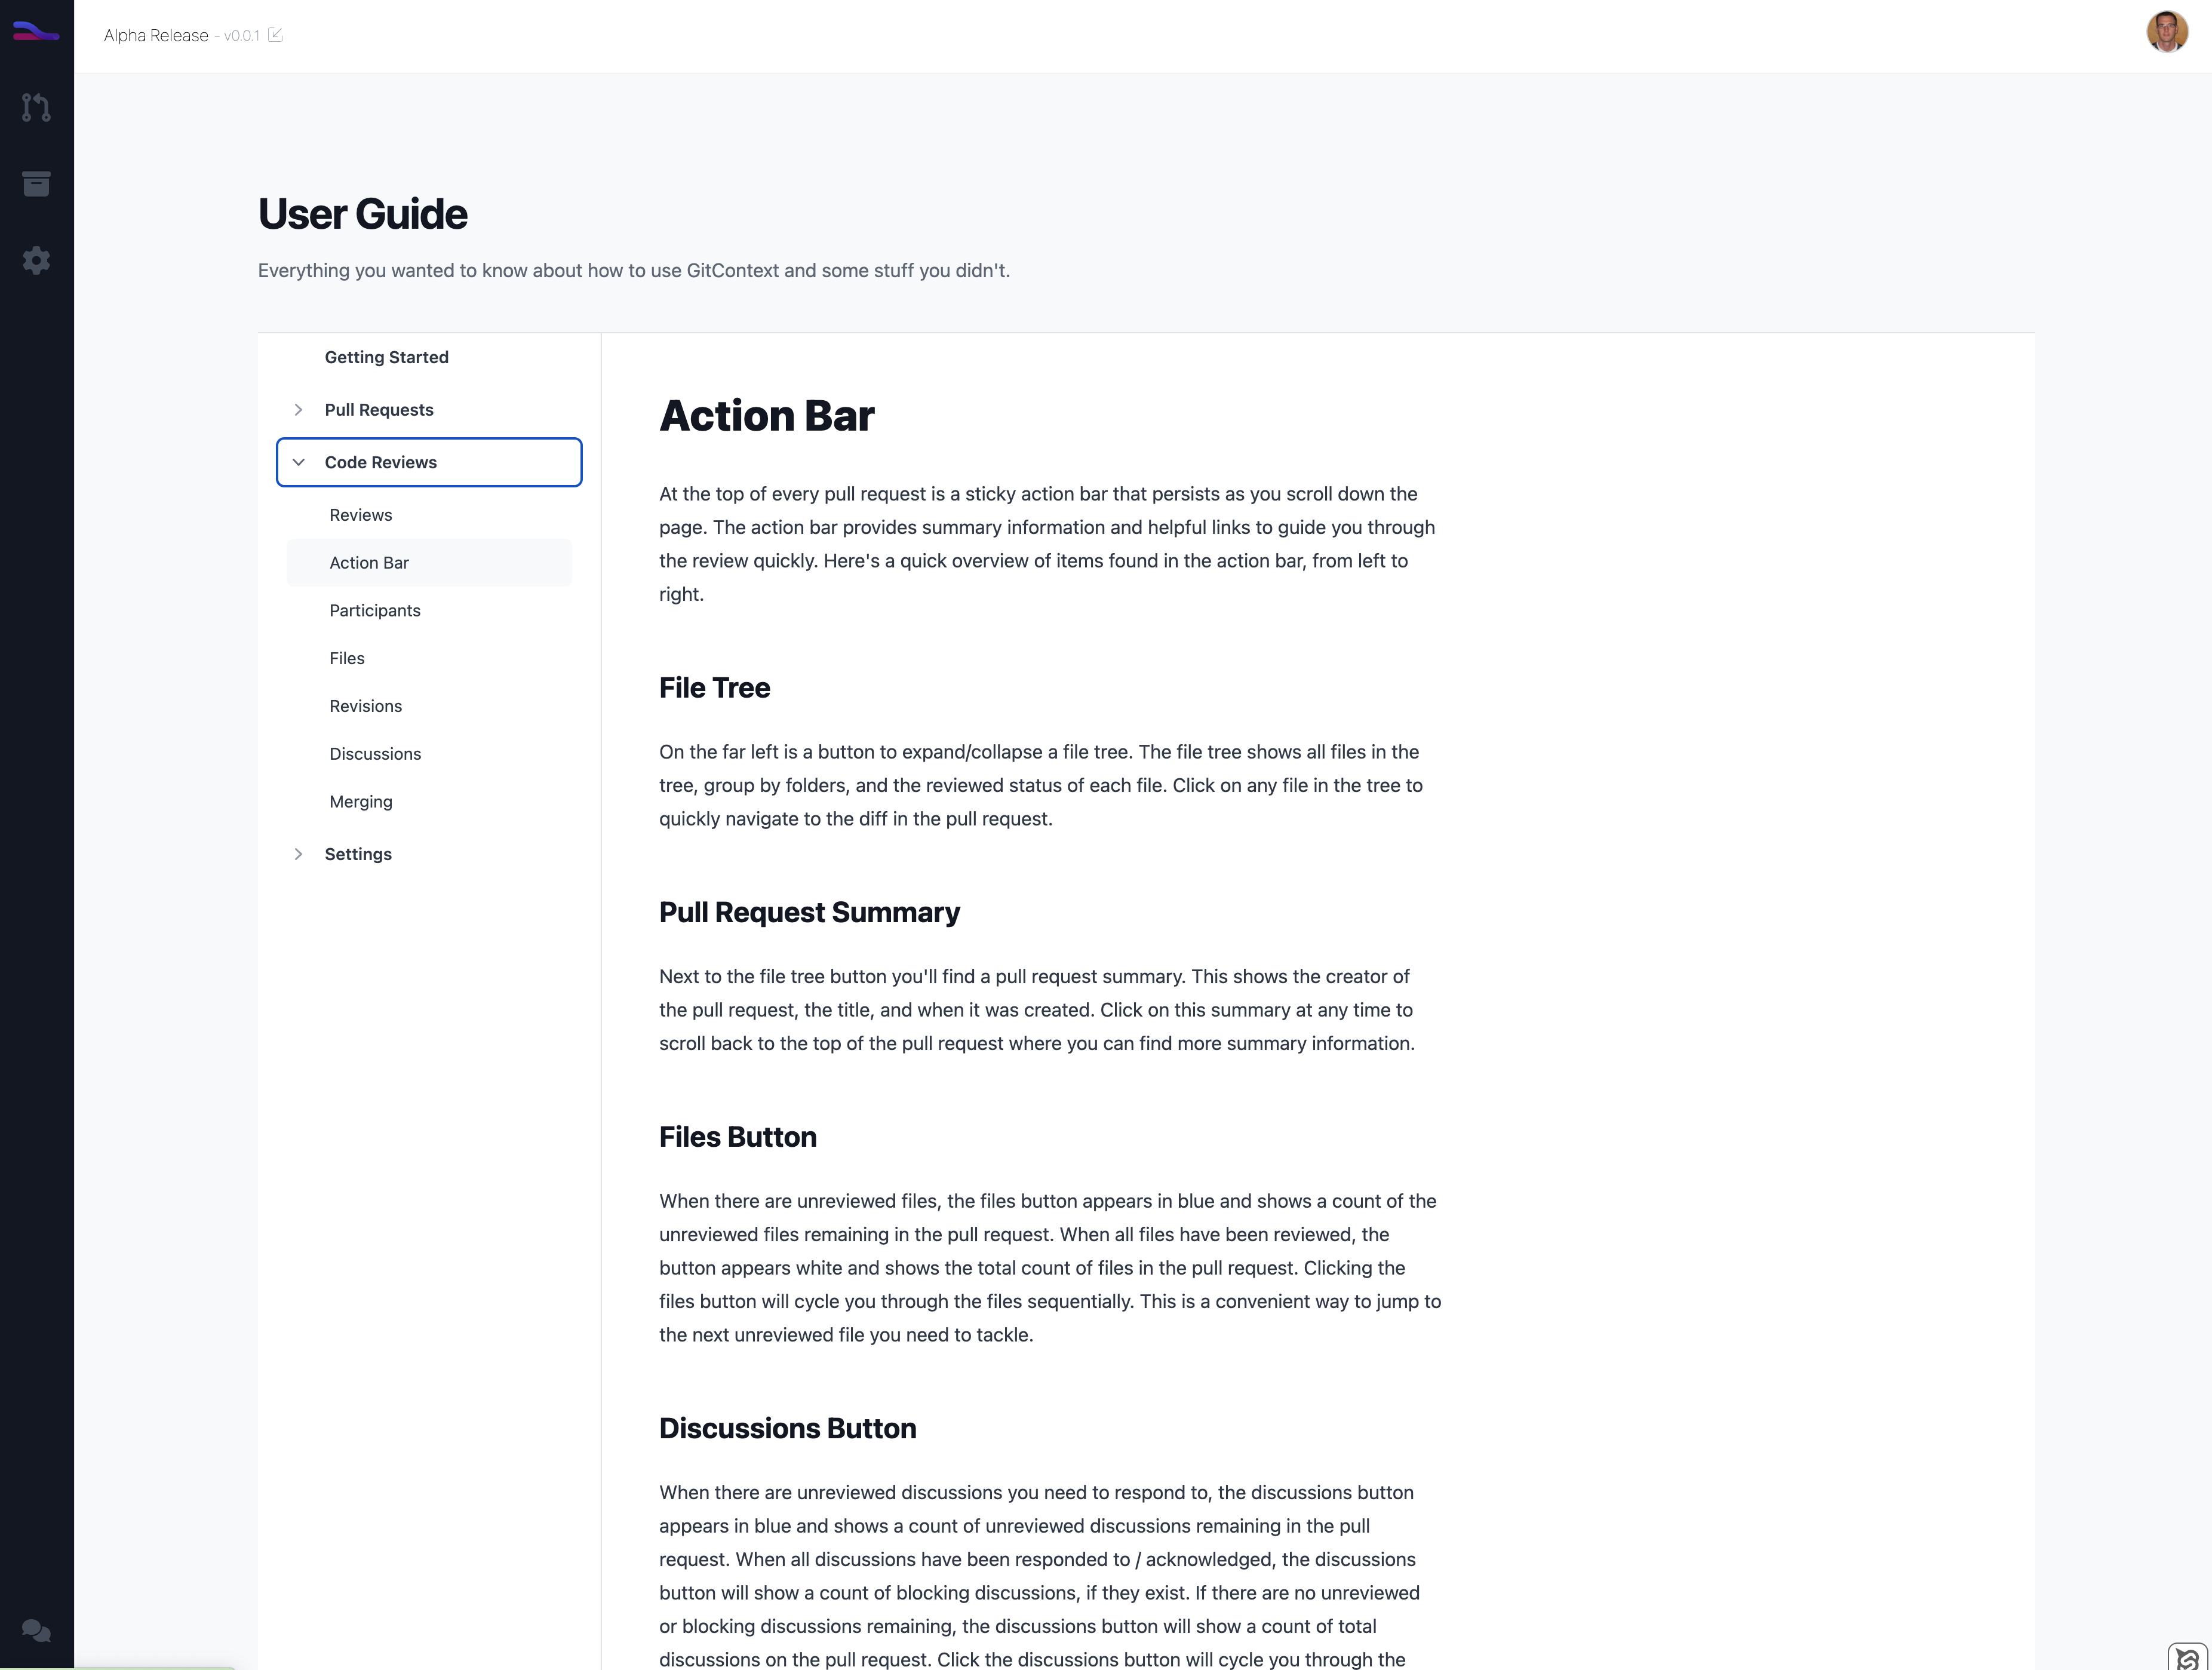 Alpha Release - v0.0.1
User Guide
Everything you wanted to know about how to use GitContext and some stuff you didn't.
Getting Started
Pull Requests
Code Reviews
Reviews
Action Bar
Participants
Files
Revisions
Discussions
Merging
Settings
Action Bar
At the top of every pull request is a sticky action bar that persists as you scroll down the
page. The action bar provides summary information and helpful links to guide you through
the review quickly. Here's a quick overview of items found in the action bar, from left to
right.
File Tree
On the far left is a button to expand/collapse a file tree. The file tree shows all files in the
tree, group by folders, and the reviewed status of each file. Click on any file in the tree to
quickly navigate to the diff in the pull request.
Pull Request Summary
Next to the file tree button you'll find a pull request summary. This shows the creator of
the pull request, the title, and when it was created. Click on this summary at any time to
scroll back to the top of the pull request where you can find more summary information.
Files Button
When there are unreviewed files, the files button appears in blue and shows a count of the
unreviewed files remaining in the pull request. When all files have been reviewed, the
button appears white and shows the total count of files in the pull request. Clicking the
files button will cycle you through the files sequentially. This is a convenient way to jump to
the next unreviewed file you need to tackle.
Discussions Button
When there are unreviewed discussions you need to respond to, the discussions button
appears in blue and shows a count of unreviewed discussions remaining in the pull
request. When all discussions have been responded to / acknowledged, the discussions
button will show a count of blocking discussions, if they exist. If there are no unreviewed
or blocking discussions remaining, the discussions button will show a count of total
discussions on the pull request. Click the discussions button will cycle you through the